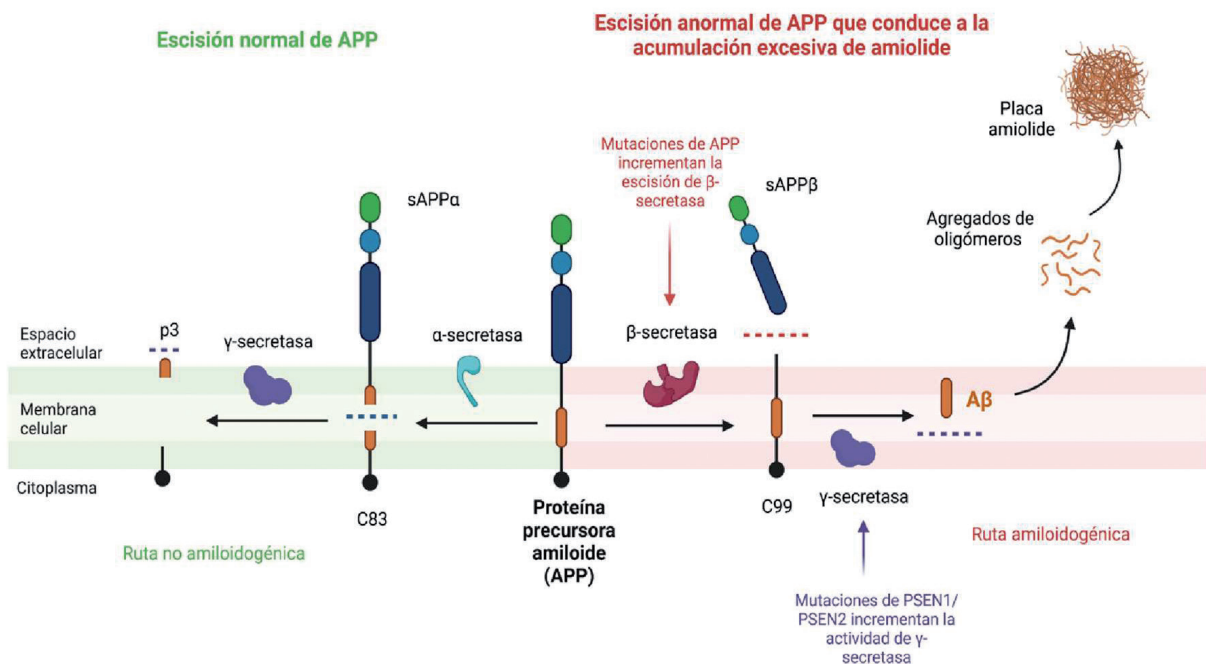 Escisión normal de APP
Escisión anormal de APP que conduce a la
acumulación excesiva de amiolide
Placa
amiolide
Mutaciones de APP
incrementan la
escisión de β-
secretasa
sAPPα
sAPPβ
Agregados de
oligómeros
Espacio
extracelular
p3
γ-secretasa
α-secretasa
β-secretasa
Membrana
celular
Aβ
Citoplasma
C83
Proteína
precursora
amiloide
(APP)
C99
γ-secretasa
Ruta no amiloidogénica
Ruta amiloidogénica
Mutaciones de PSEN1/
PSEN2 incrementan la
actividad de γ-
secretasa